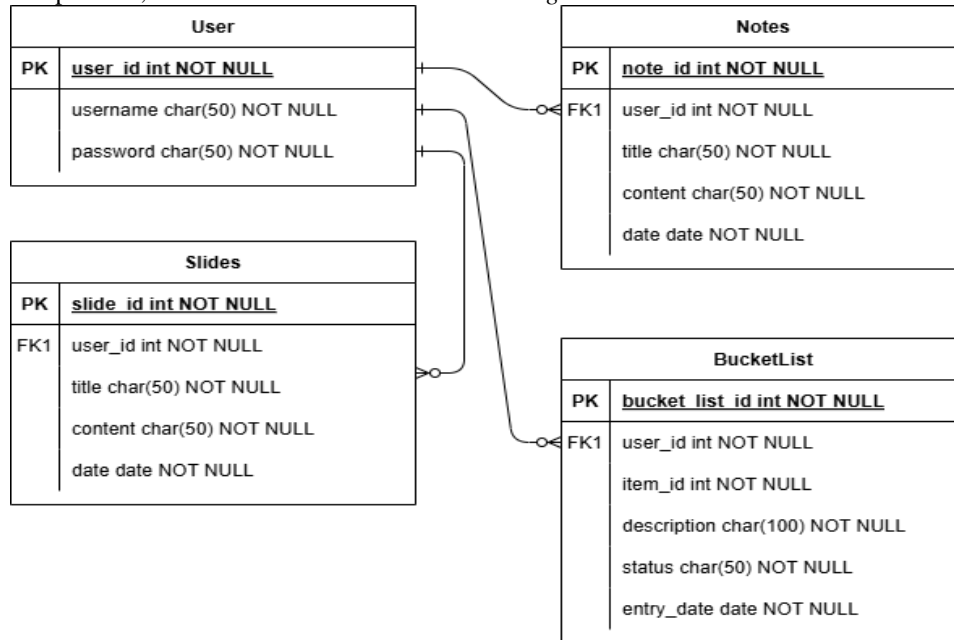 User
PK user_id int NOT NULL
username char(50) NOT NULL
password char(50) NOT NULL
Notes
PK note_id int NOT NULL
FK1 user_id int NOT NULL
title char(50) NOT NULL
content char(50) NOT NULL
date date NOT NULL
Slides
PK slide_id int NOT NULL
FK1 user_id int NOT NULL
title char(50) NOT NULL
content char(50) NOT NULL
date date NOT NULL
BucketList
PK bucket_list_id int NOT NULL
FK1 user_id int NOT NULL
item_id int NOT NULL
description char(100) NOT NULL
status char(50) NOT NULL
entry_date date NOT NULL